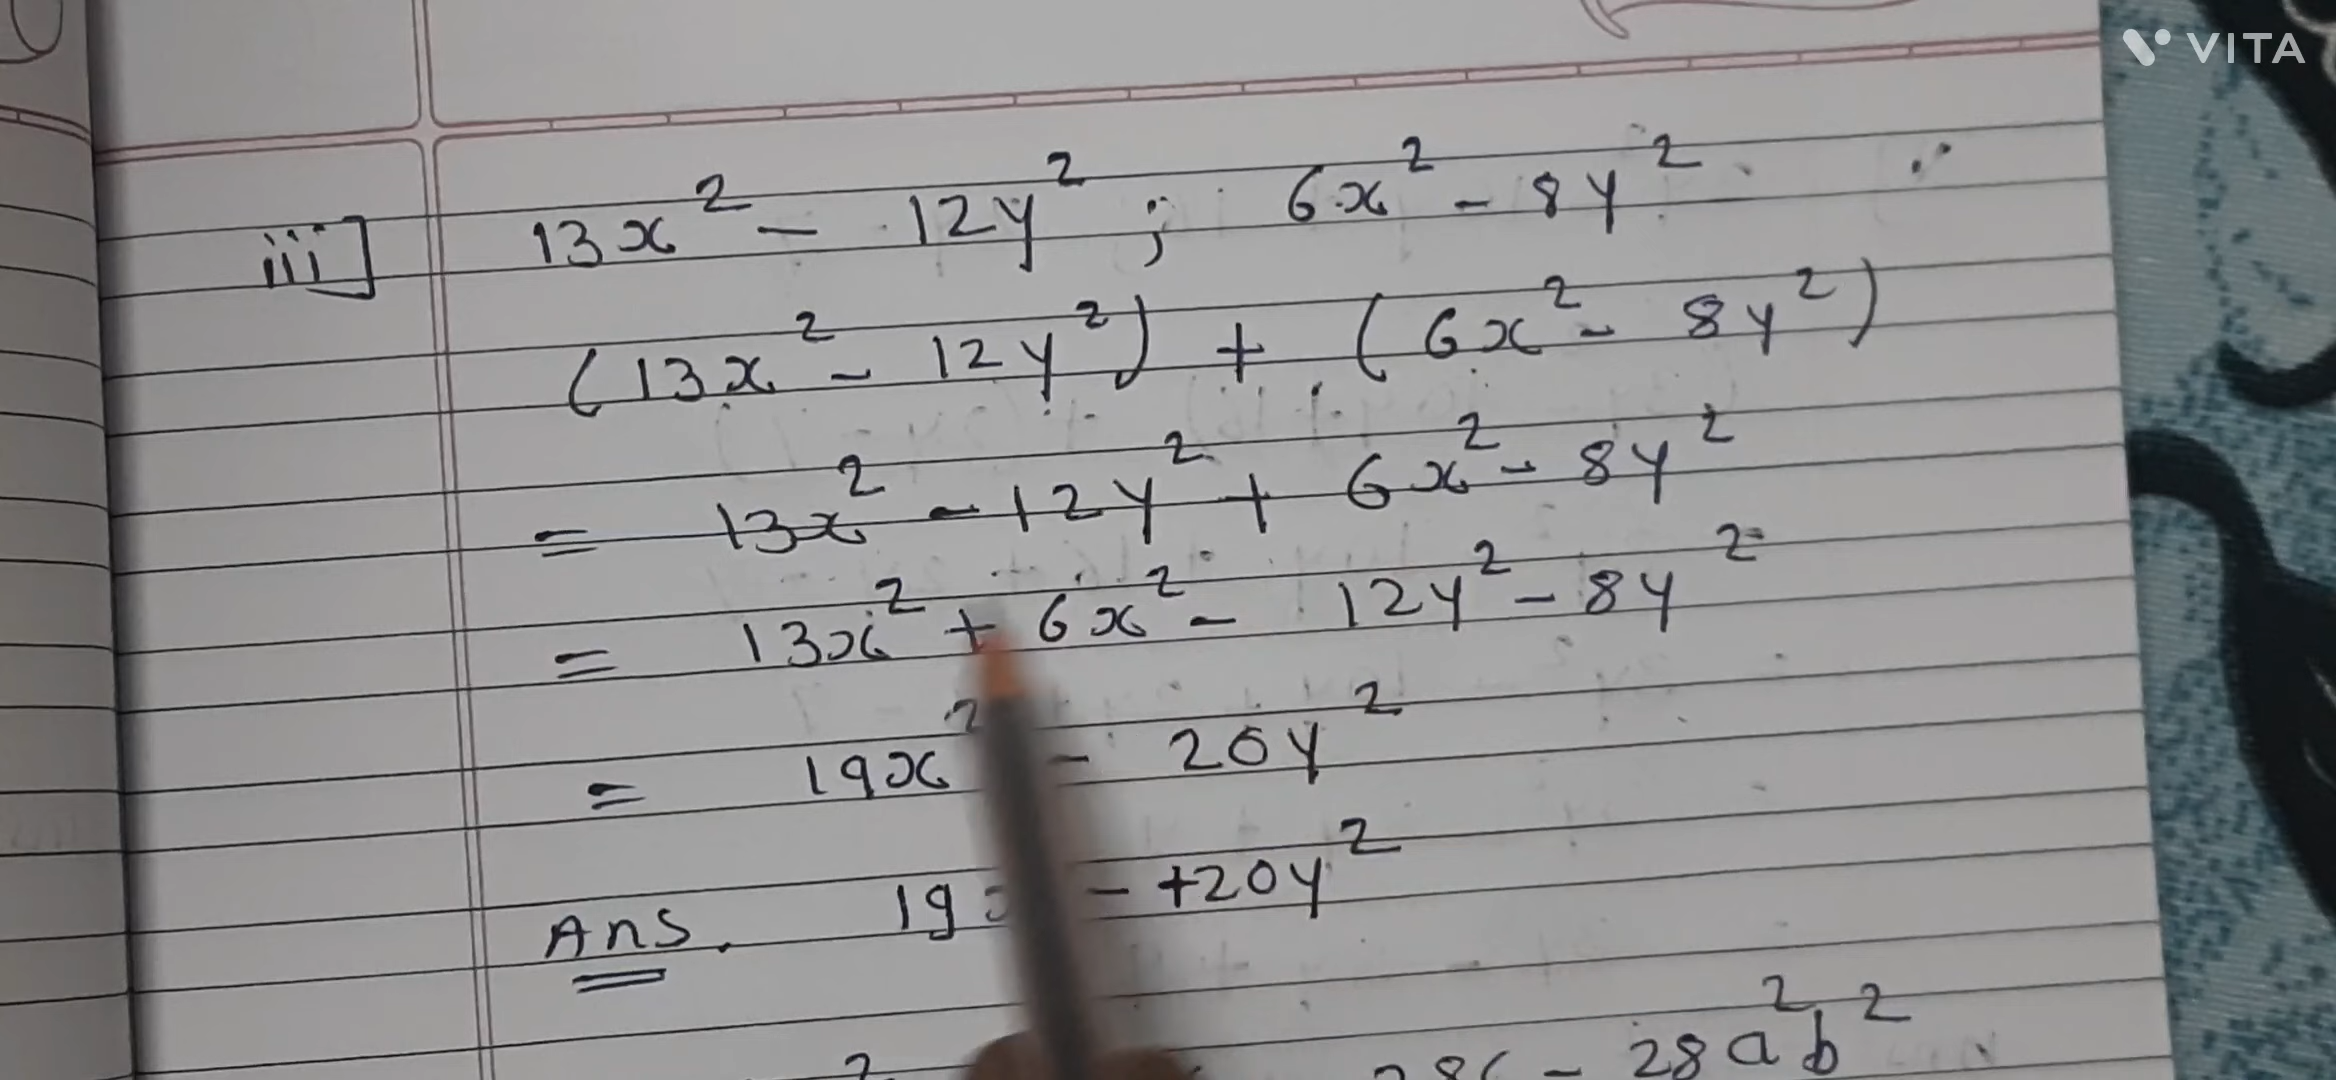 VITA
iii] 13x² - 12y² ; 6x² - 8y²
(13x² - 12y²) + (6x² - 8y²)
= 13x² - 12y² + 6x² - 8y²
= 13x² + 6x² - 12y² - 8y²
= 19x² - 20y²
Ans. 19x - +20y²
- 28a²b²